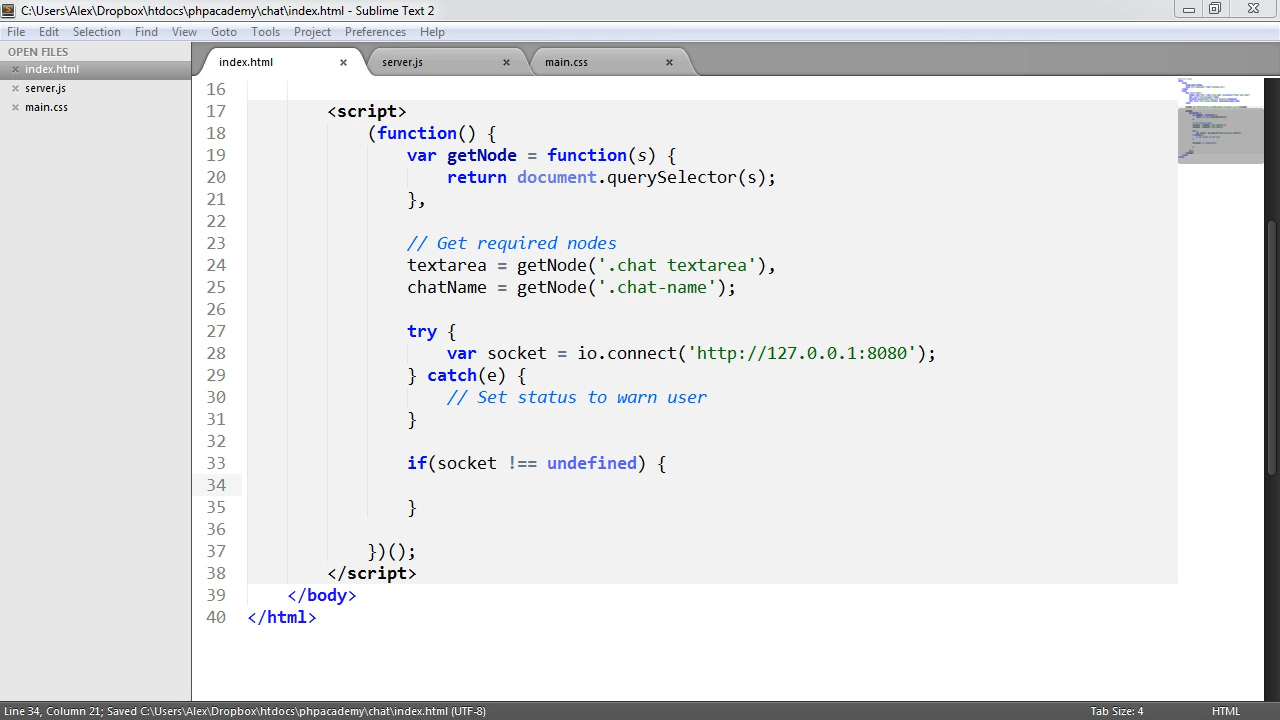 C:\Users\Alex\Dropbox\htdocs\phpacademy\chat\index.html - Sublime Text 2
File Edit Selection Find View Goto Tools Project Preferences Help
OPEN FILES
index.html
server.js
main.css
index.html server.js main.css
16
17 <script>
18 (function() {
19 var getNode = function(s) {
20 return document.querySelector(s);
21 },
22
23 // Get required nodes
24 textarea = getNode('.chat textarea'),
25 chatName = getNode('.chat-name');
26
27 try {
28 var socket = io.connect('http://127.0.0.1:8080');
29 } catch(e) {
30 // Set status to warn user
31 }
32
33 if(socket !== undefined) {
34
35 }
36
37 })();
38 </script>
39 </body>
40 </html>
Line 34, Column 21; Saved C:\Users\Alex\Dropbox\htdocs\phpacademy\chat\index.html (UTF-8) Tab Size: 4 HTML